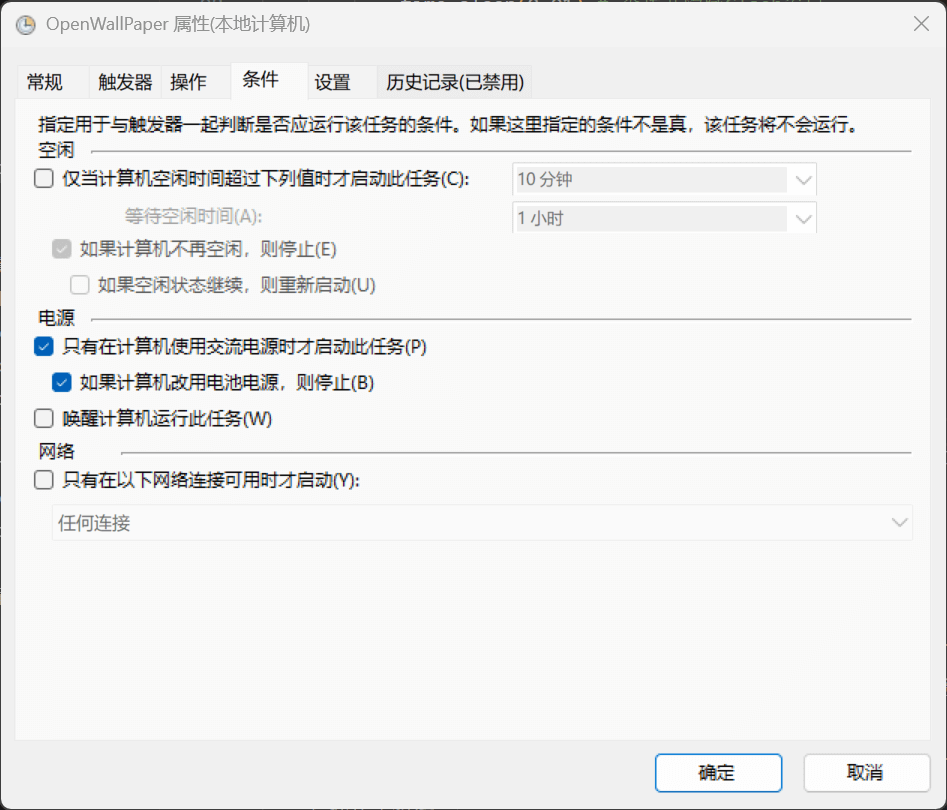 OpenWallPaper 属性(本地计算机)
常规 触发器 操作 条件 设置 历史记录(已禁用)
指定用于与触发器一起判断是否应运行该任务的条件。如果这里指定的条件不是真，该任务将不会运行。
空闲
仅当计算机空闲时间超过下列值时才启动此任务(C): 10 分钟
等待空闲时间(A): 1 小时
如果计算机不再空闲，则停止(E)
如果空闲状态继续，则重新启动(U)
电源
只有在计算机使用交流电源时才启动此任务(P)
如果计算机改用电池电源，则停止(B)
唤醒计算机运行此任务(W)
网络
只有在以下网络连接可用时才启动(Y):
任何连接
确定 取消